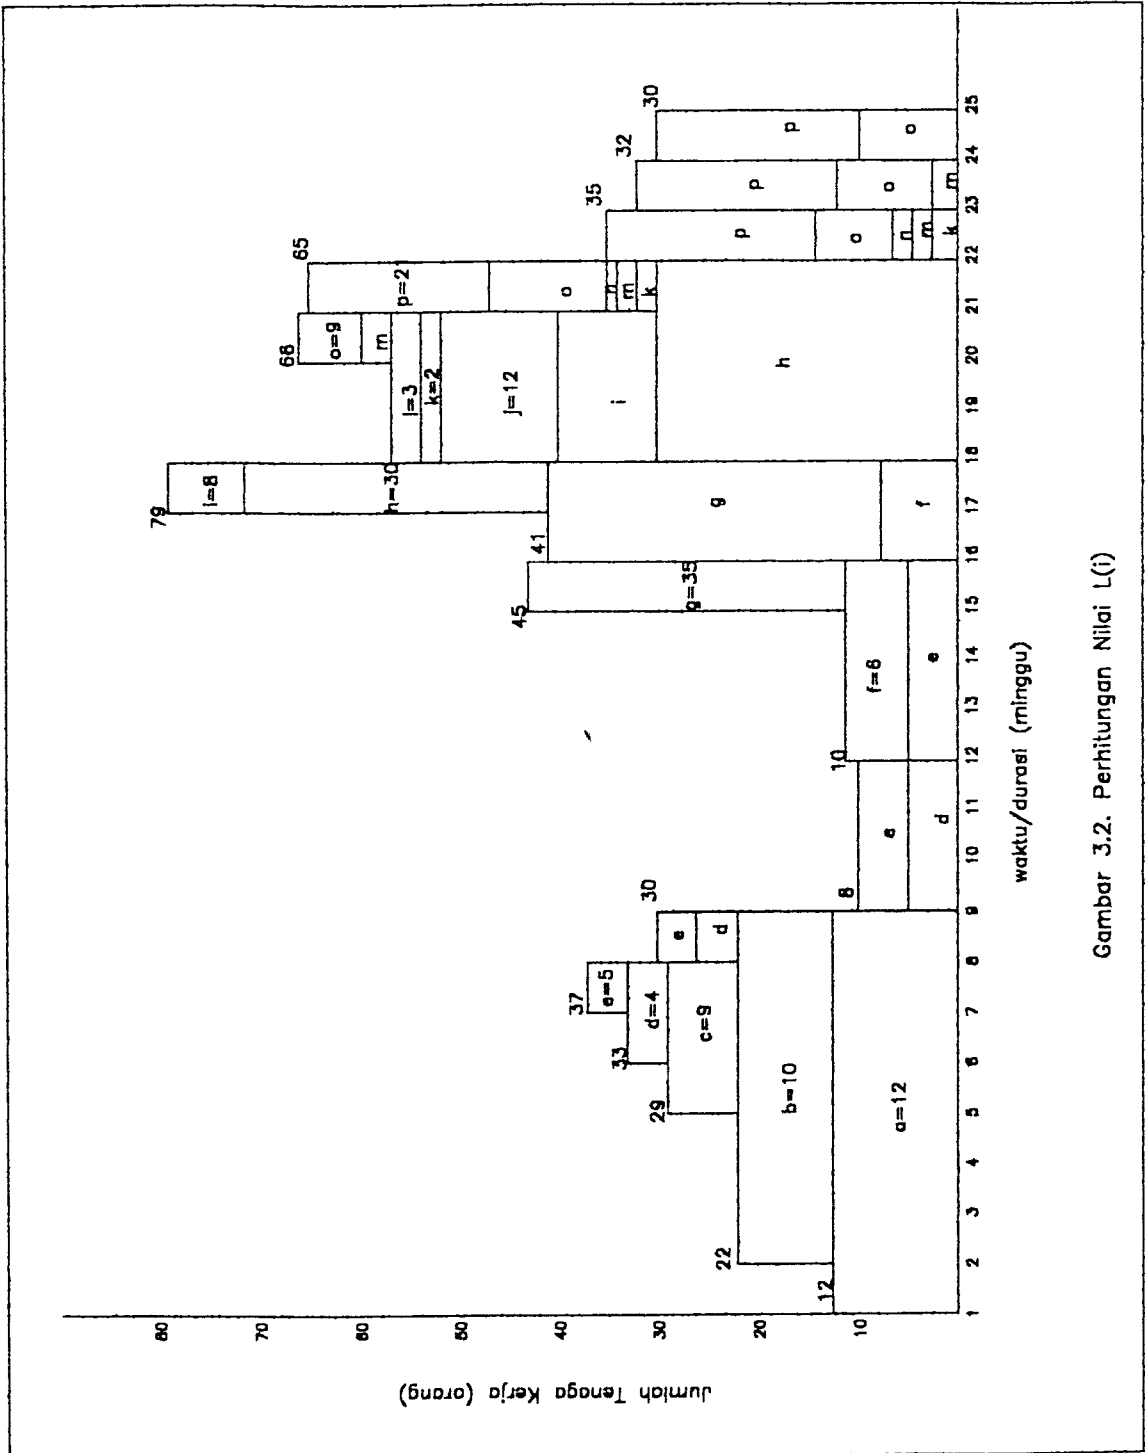 Jumlah Tenaga Kerja (orang)
80
70
60
50
40
30
20
10
79
i=8
h=30
68
o=9
m
l=3
k=2
j=12
i
h
65
p=21
o
n
m
k
45
g=35
41
g
f
37
e=5
33
d=4
29
c=9
30
e
d
22
b=10
12
a=12
8
e
d
10
f=6
e
35
p
o
n
m
k
32
p
o
m
30
p
o
1 2 3 4 5 6 7 8 9 10 11 12 13 14 15 16 17 18 19 20 21 22 23 24 25
waktu/durasi (minggu)
Gambar 3.2. Perhitungan Nilai L(i)